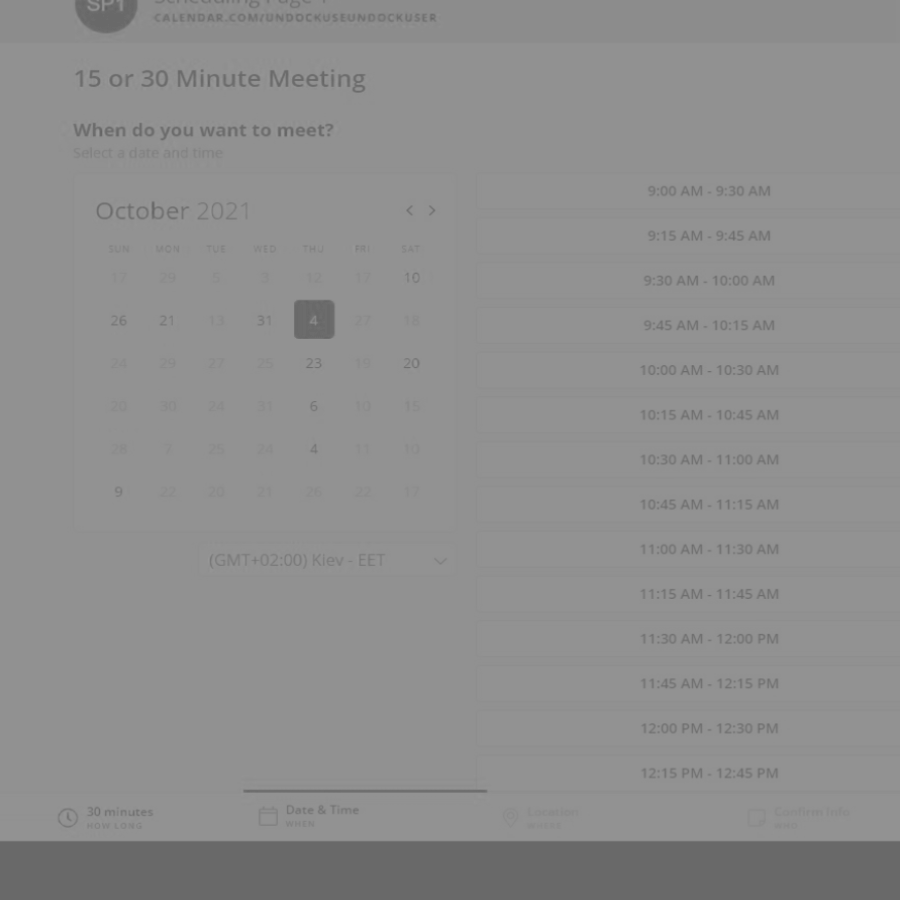 SP1
Scheduling Page 1
CALENDAR.COM/UNDOCKUSEUNDOCKUSER
15 or 30 Minute Meeting
When do you want to meet?
Select a date and time
October 2021
SUN MON TUE WED THU FRI SAT
17 29 5 3 12 17 10
26 21 13 31 4 27 18
24 29 27 25 23 19 20
20 30 24 31 6 10 15
28 7 25 24 4 11 10
9 22 20 21 26 22 17
(GMT+02:00) Kiev - EET
9:00 AM - 9:30 AM
9:15 AM - 9:45 AM
9:30 AM - 10:00 AM
9:45 AM - 10:15 AM
10:00 AM - 10:30 AM
10:15 AM - 10:45 AM
10:30 AM - 11:00 AM
10:45 AM - 11:15 AM
11:00 AM - 11:30 AM
11:15 AM - 11:45 AM
11:30 AM - 12:00 PM
11:45 AM - 12:15 PM
12:00 PM - 12:30 PM
12:15 PM - 12:45 PM
30 minutes
HOW LONG
Date & Time
WHEN
Location
WHERE
Confirm Info
WHO